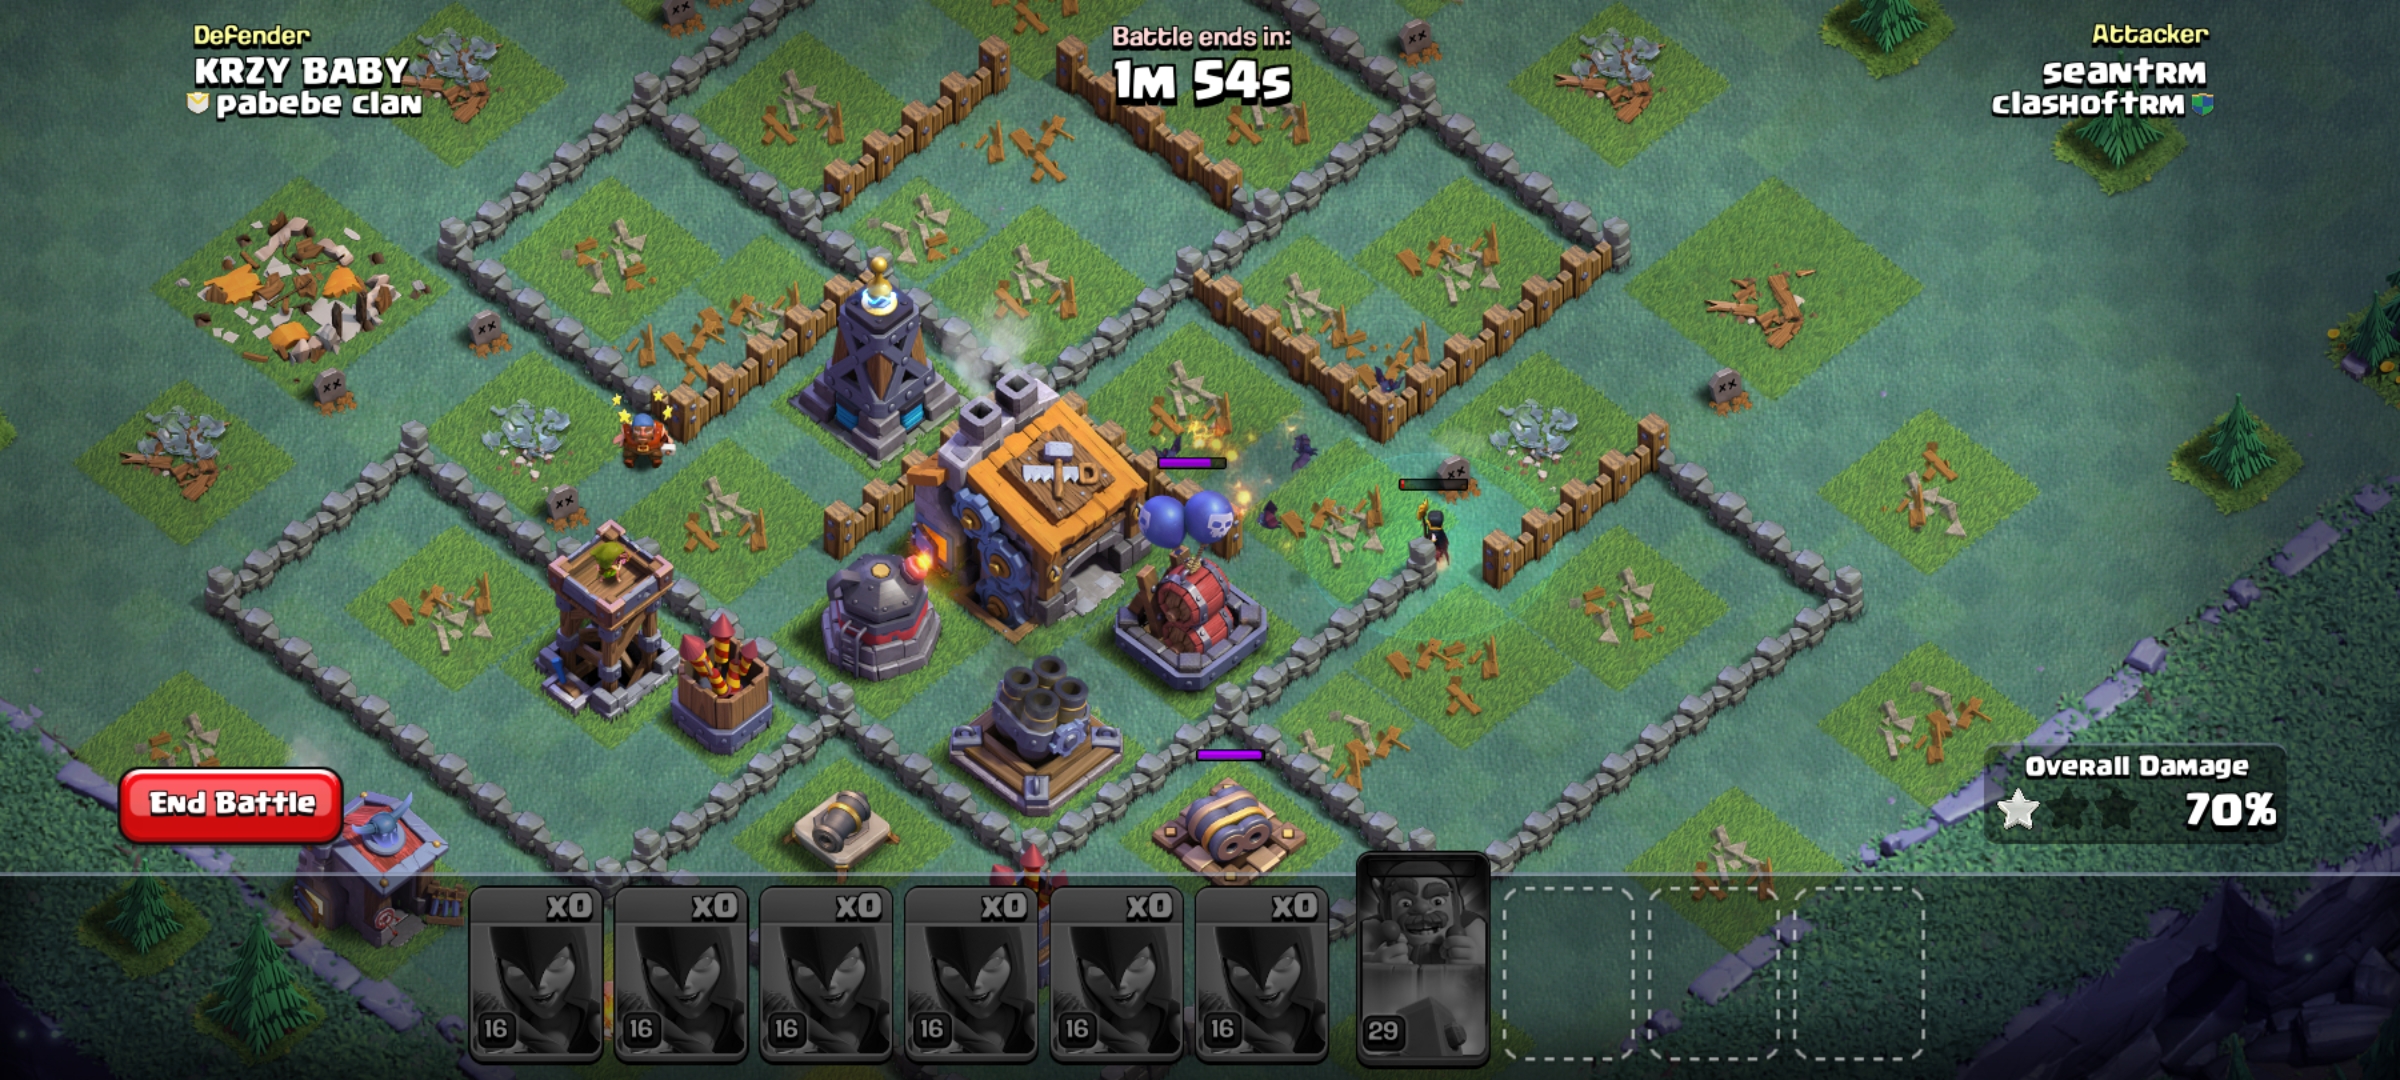 Defender
KRZY BABY
pabebe clan
Battle ends in:
1M 54s
Attacker
seantRM
clashoftRM
End Battle
Overall Damage
70%
x0
x0
x0
x0
x0
x0
16
16
16
16
16
16
29